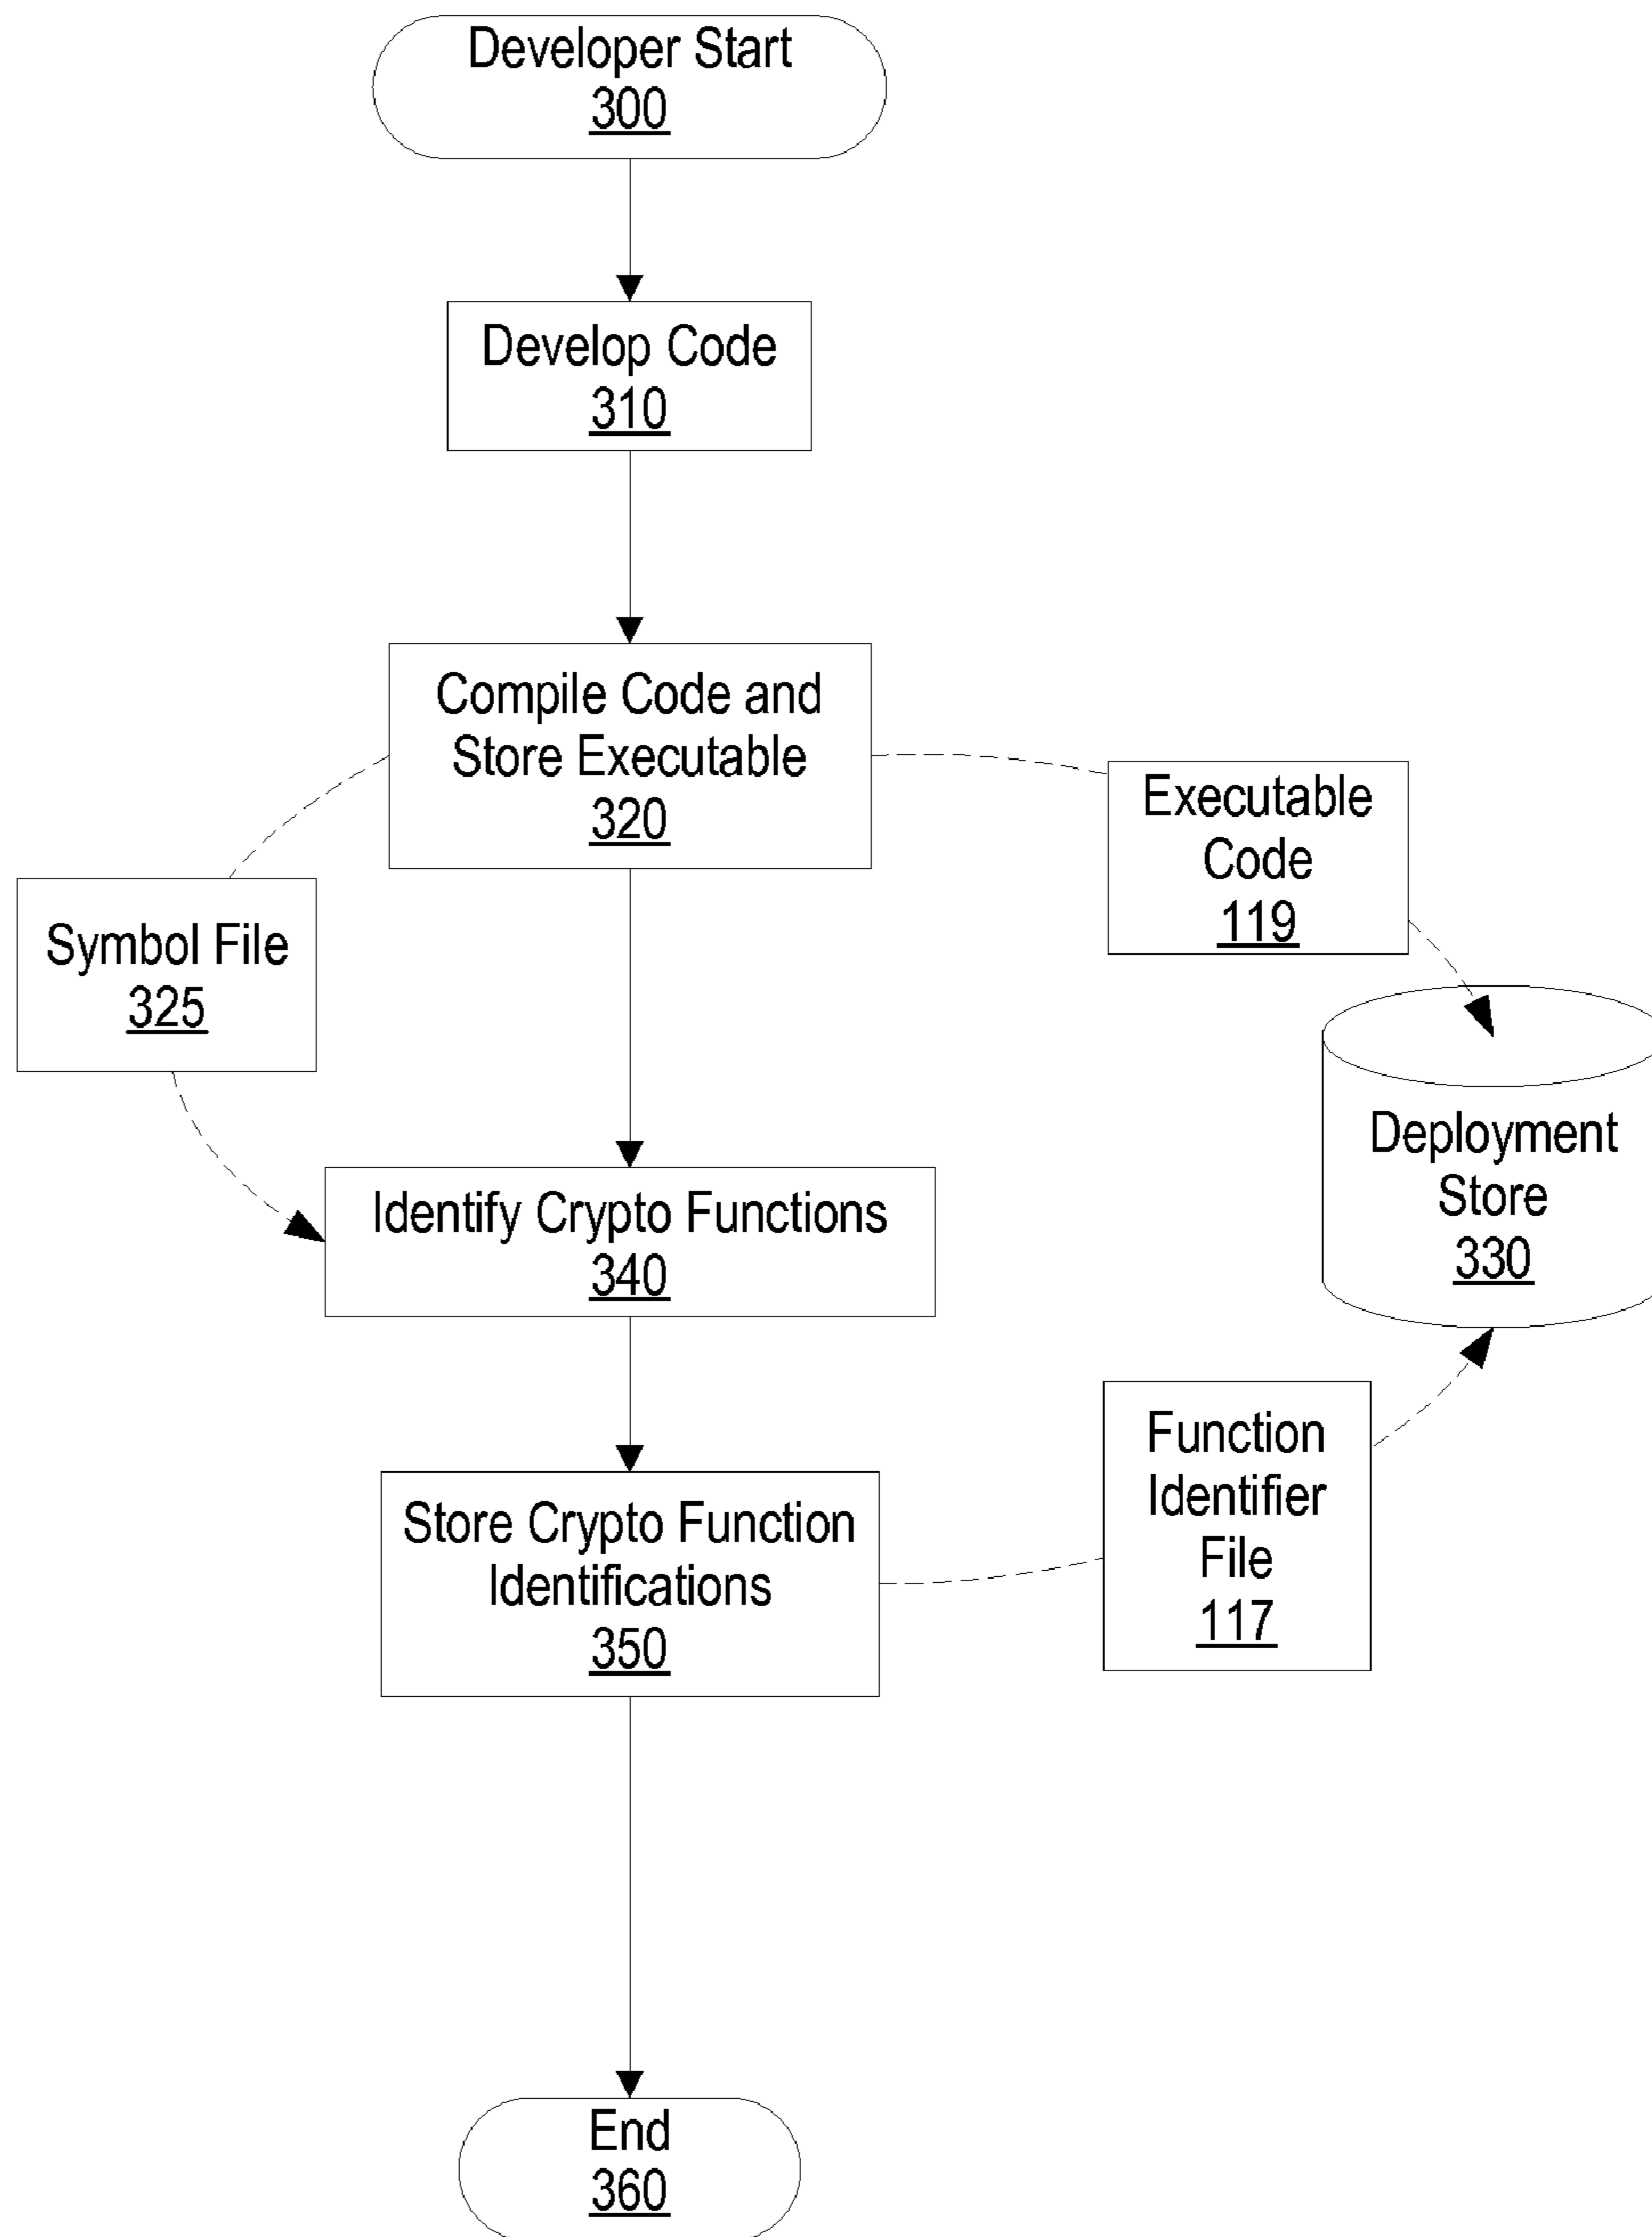 Developer Start
300
Develop Code
310
Compile Code and
Store Executable
320
Executable
Code
119
Symbol File
325
Deployment
Store
330
Identify Crypto Functions
340
Function
Identifier
File
117
Store Crypto Function
Identifications
350
End
360